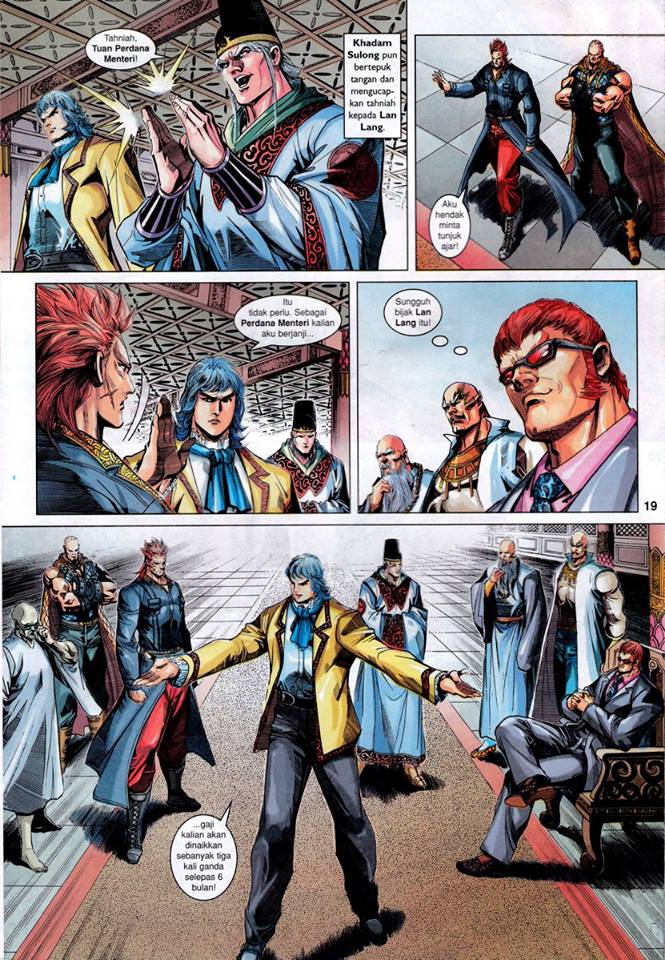 Tahniah,
Tuan Perdana
Menteri!
Khadam
Sulong pun
bertepuk
tangan dan
mengucap-
kan tahniah
kepada Lan
Lang.
Aku
hendak
minta
tunjuk
ajar!
Itu
tidak perlu. Sebagai
Perdana Menteri kalian
aku berjanji...
Sungguh
bijak Lan
Lang itu!
19
...gaji
kalian akan
dinaikkan
sebanyak tiga
kali ganda
selepas 6
bulan!